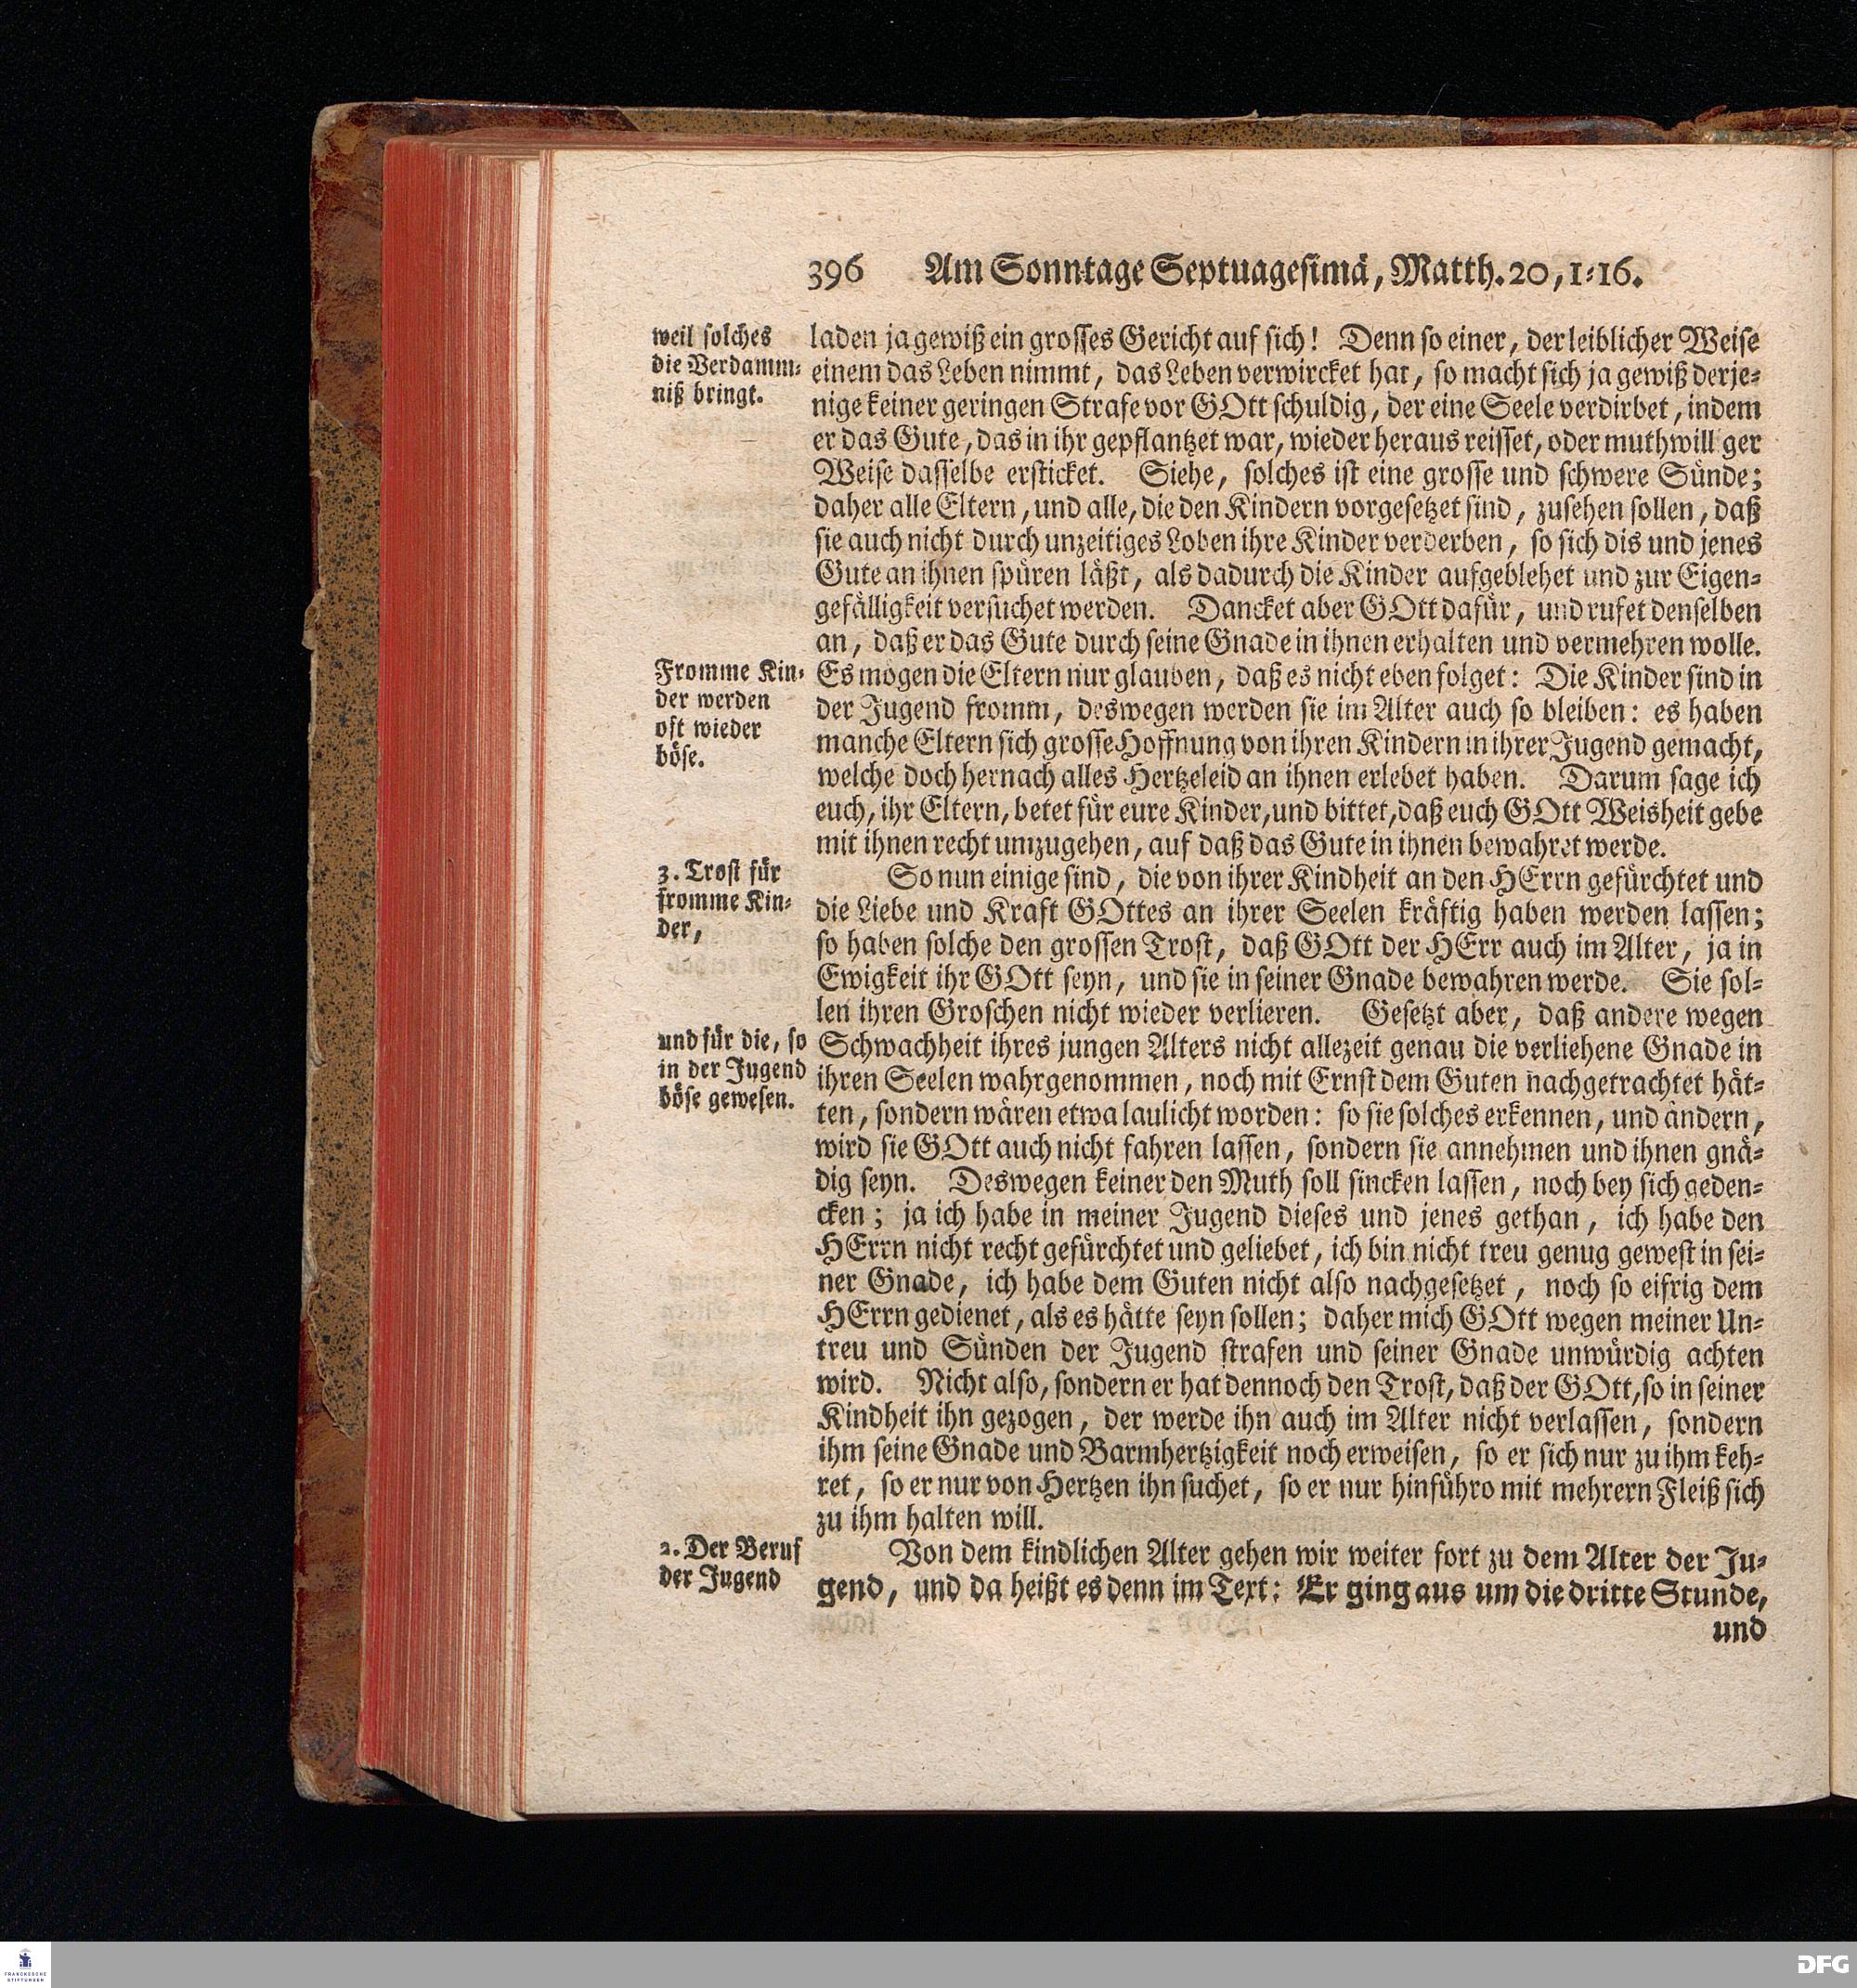 396 Am Sonntage Septuagesimä, Matth. 20, 1-16.
weil solches
die Verdamm-
niß bringt.
laden ja gewiß ein grosses Gericht auf sich! Denn so einer, der leiblicher Weise
einem das Leben nimmt, das Leben verwircket hat, so macht sich ja gewiß derje-
nige keiner geringen Strafe vor GOtt schuldig, der eine Seele verdirbet, indem
er das Gute, das in ihr gepflantzet war, wieder heraus reisset, oder muthwill ger
Weise dasselbe ersticket. Siehe, solches ist eine grosse und schwere Sünde;
daher alle Eltern, und alle, die den Kindern vorgesetzet sind, zusehen sollen, daß
sie auch nicht durch unzeitiges Loben ihre Kinder verderben, so sich dis und jenes
Gute an ihnen spüren läßt, als dadurch die Kinder aufgeblehet und zur Eigen-
gefälligkeit versuchet werden. Dancket aber GOtt dafür, und rufet denselben
an, daß er das Gute durch seine Gnade in ihnen erhalten und vermehren wolle.
Fromme Kin-
der werden
oft wieder
böse.
Es mögen die Eltern nur glauben, daß es nicht eben folget: Die Kinder sind in
der Jugend fromm, deswegen werden sie im Alter auch so bleiben: es haben
manche Eltern sich grosse Hoffnung von ihren Kindern in ihrer Jugend gemacht,
welche doch hernach alles Hertzeleid an ihnen erlebet haben. Darum sage ich
euch, ihr Eltern, betet für eure Kinder, und bittet, daß euch GOtt Weisheit gebe
mit ihnen recht umzugehen, auf daß das Gute in ihnen bewahret werde.
3. Trost für
fromme Kin-
der,
So nun einige sind, die von ihrer Kindheit an den HErrn gefürchtet und
die Liebe und Kraft GOttes an ihrer Seelen kräftig haben werden lassen;
so haben solche den grossen Trost, daß GOtt der HErr auch im Alter, ja in
Ewigkeit ihr GOtt seyn, und sie in seiner Gnade bewahren werde. Sie sol-
len ihren Groschen nicht wieder verlieren. Gesetzt aber, daß andere wegen
und für die, so
in der Jugend
böse gewesen.
Schwachheit ihres jungen Alters nicht allezeit genau die verliehene Gnade in
ihren Seelen wahrgenommen, noch mit Ernst dem Guten nachgetrachtet hät-
ten, sondern wären etwa laulicht worden: so sie solches erkennen, und ändern,
wird sie GOtt auch nicht fahren lassen, sondern sie annehmen und ihnen gnä-
dig seyn. Deswegen keiner den Muth soll sincken lassen, noch bey sich geden-
cken; ja ich habe in meiner Jugend dieses und jenes gethan, ich habe den
HErrn nicht recht gefürchtet und geliebet, ich bin nicht treu genug gewest in sei-
ner Gnade, ich habe dem Guten nicht also nachgesetzet, noch so eifrig dem
HErrn gedienet, als es hätte seyn sollen; daher mich GOtt wegen meiner Un-
treu und Sünden der Jugend strafen und seiner Gnade unwürdig achten
wird. Nicht also, sondern er hat dennoch den Trost, daß der GOtt, so in seiner
Kindheit ihn gezogen, der werde ihn auch im Alter nicht verlassen, sondern
ihm seine Gnade und Barmhertzigkeit noch erweisen, so er sich nur zu ihm keh-
ret, so er nur von Hertzen ihn suchet, so er nur hinführo mit mehrern Fleiß sich
zu ihm halten will.
2. Der Beruf
der Jugend
Von dem kindlichen Alter gehen wir weiter fort zu dem Alter der Ju-
gend, und da heißt es denn im Text: Er ging aus um die dritte Stunde,
und
FRANCKESCHE
STIFTUNGEN
DFG